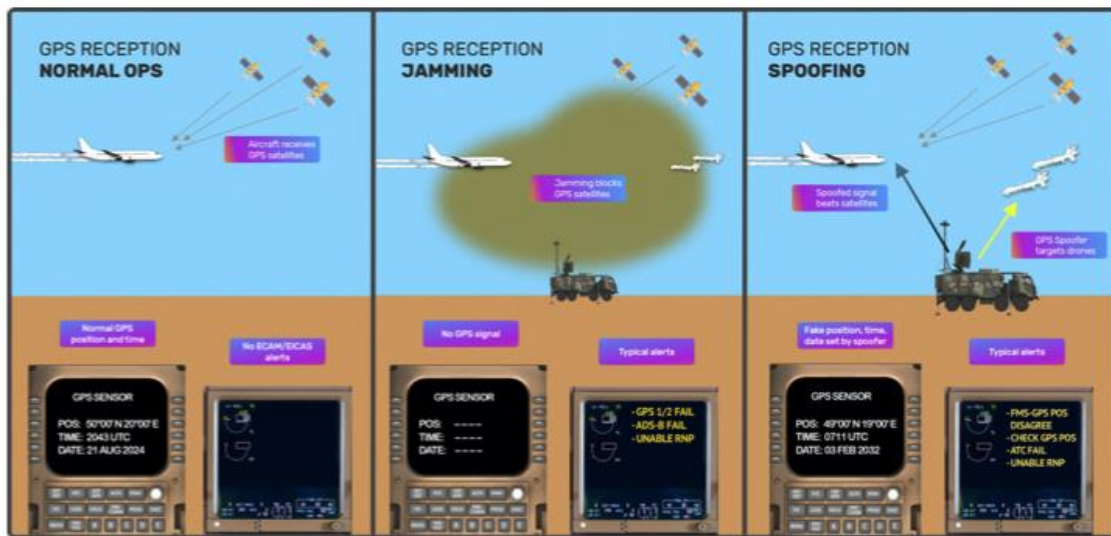 GPS RECEPTION
NORMAL OPS
Aircraft receives
GPS satellites
Normal GPS
position and time
No ECAM/EICAS
alerts
GPS SENSOR
POS: 50°00' N 20°00' E
TIME: 2043 UTC
DATE: 21 AUG 2024
GPS RECEPTION
JAMMING
Jamming blocks
GPS satellites
No GPS signal
Typical alerts
GPS SENSOR
POS: ----
TIME: ----
DATE: ----
-GPS 1/2 FAIL
-ADS-B FAIL
-UNABLE RNP
GPS RECEPTION
SPOOFING
Spoofed signal
beats satellites
GPS Spoofer
targets drones
Fake position, time,
date set by spoofer
Typical alerts
GPS SENSOR
POS: 49°00' N 19°00' E
TIME: 0711 UTC
DATE: 03 FEB 2032
-FMS-GPS POS
DISAGREE
-CHECK GPS POS
-ATC FAIL
-UNABLE RNP